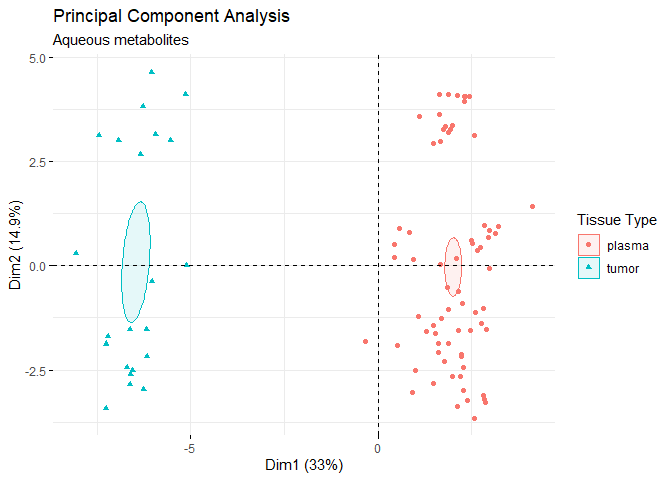 Principal Component Analysis
Aqueous metabolites
5.0
2.5
0.0
-2.5
Dim2 (14.9%)
-5
0
Dim1 (33%)
Tissue Type
plasma
tumor